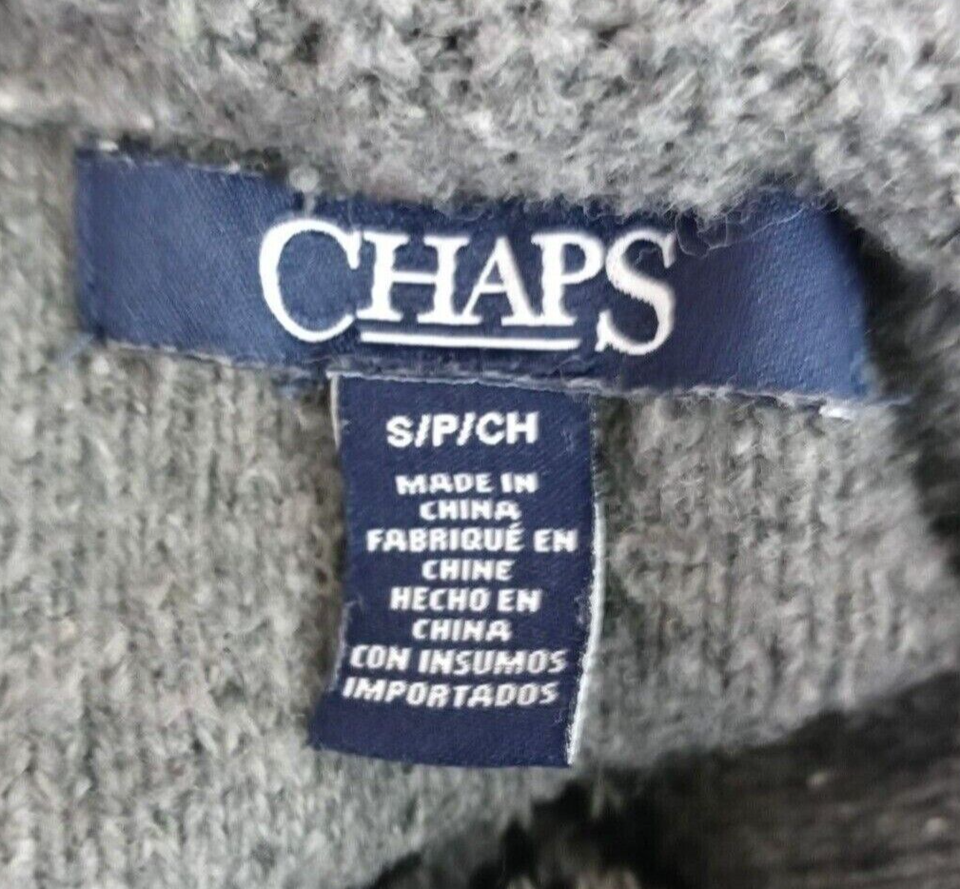 CHAPS
S/P/CH
MADE IN
CHINA
FABRIQUÉ EN
CHINE
HECHO EN
CHINA
CON INSUMOS
IMPORTADOS